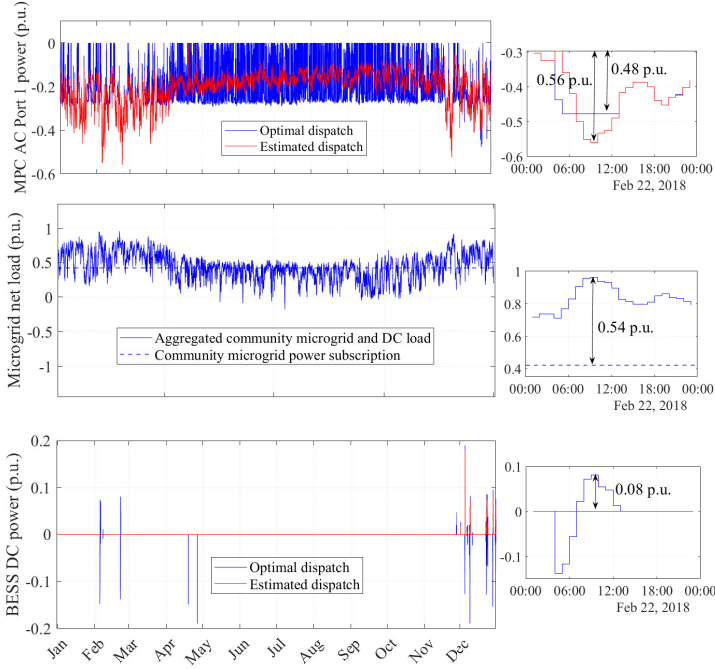 MPC AC Port 1 power (p.u.)
0
-0.2
-0.4
-0.6
Optimal dispatch
Estimated dispatch
-0.3
-0.4
-0.5
-0.6
0.56 p.u.
0.48 p.u.
00:00 06:00 12:00 18:00 00:00
Feb 22, 2018
Microgrid net load (p.u.)
1
0.5
0
-0.5
-1
Aggregated community microgrid and DC load
Community microgrid power subscription
1
0.8
0.6
0.4
0.54 p.u.
00:00 06:00 12:00 18:00 00:00
Feb 22, 2018
BESS DC power (p.u.)
0.2
0.1
0
-0.1
-0.2
Optimal dispatch
Estimated dispatch
Jan Feb Mar Apr May Jun Jul Aug Sep Oct Nov Dec
0.1
0
-0.1
0.08 p.u.
00:00 06:00 12:00 18:00 00:00
Feb 22, 2018